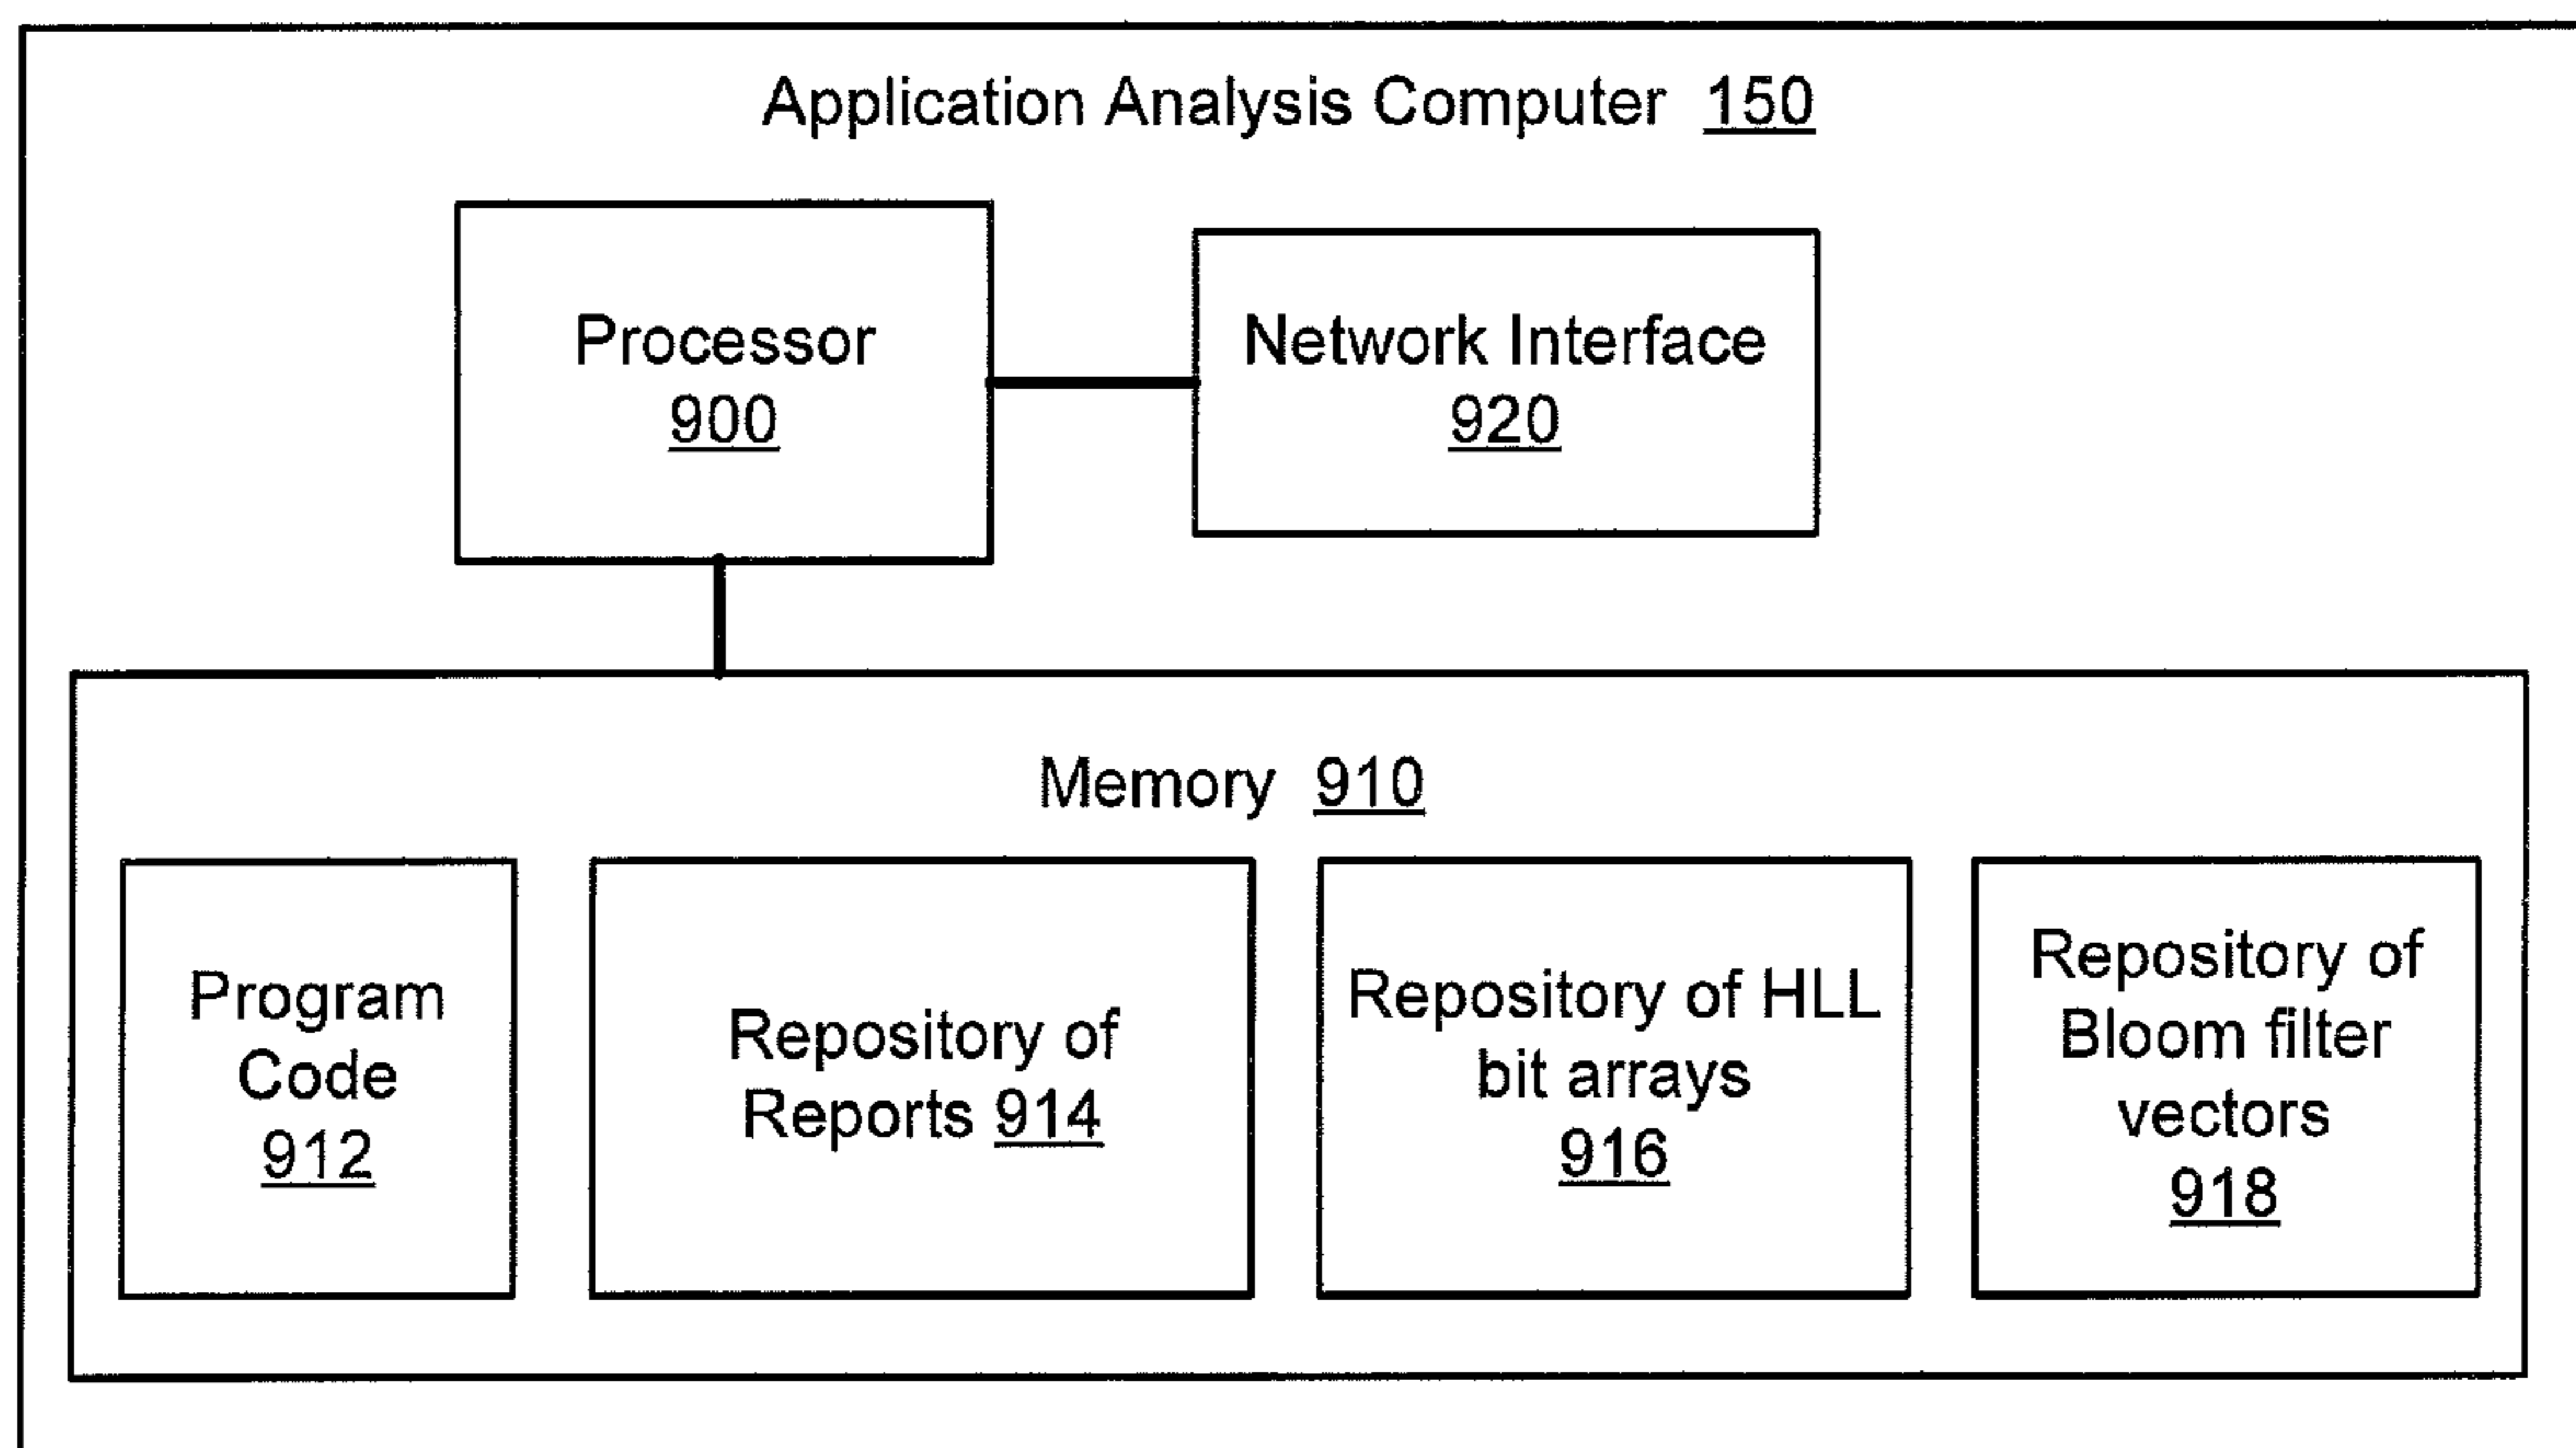 Application Analysis Computer 150
Processor
900
Network Interface
920
Memory 910
Program
Code
912
Repository of
Reports 914
Repository of HLL
bit arrays
916
Repository of
Bloom filter
vectors
918